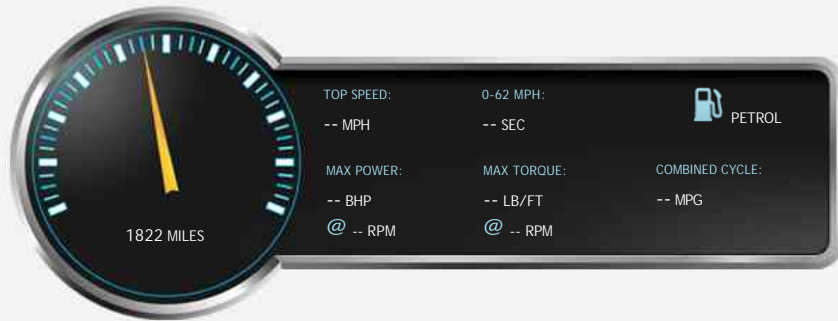 1822 MILES
TOP SPEED:
-- MPH
0-62 MPH:
-- SEC
PETROL
MAX POWER:
-- BHP
@ -- RPM
MAX TORQUE:
-- LB/FT
@ -- RPM
COMBINED CYCLE:
-- MPG